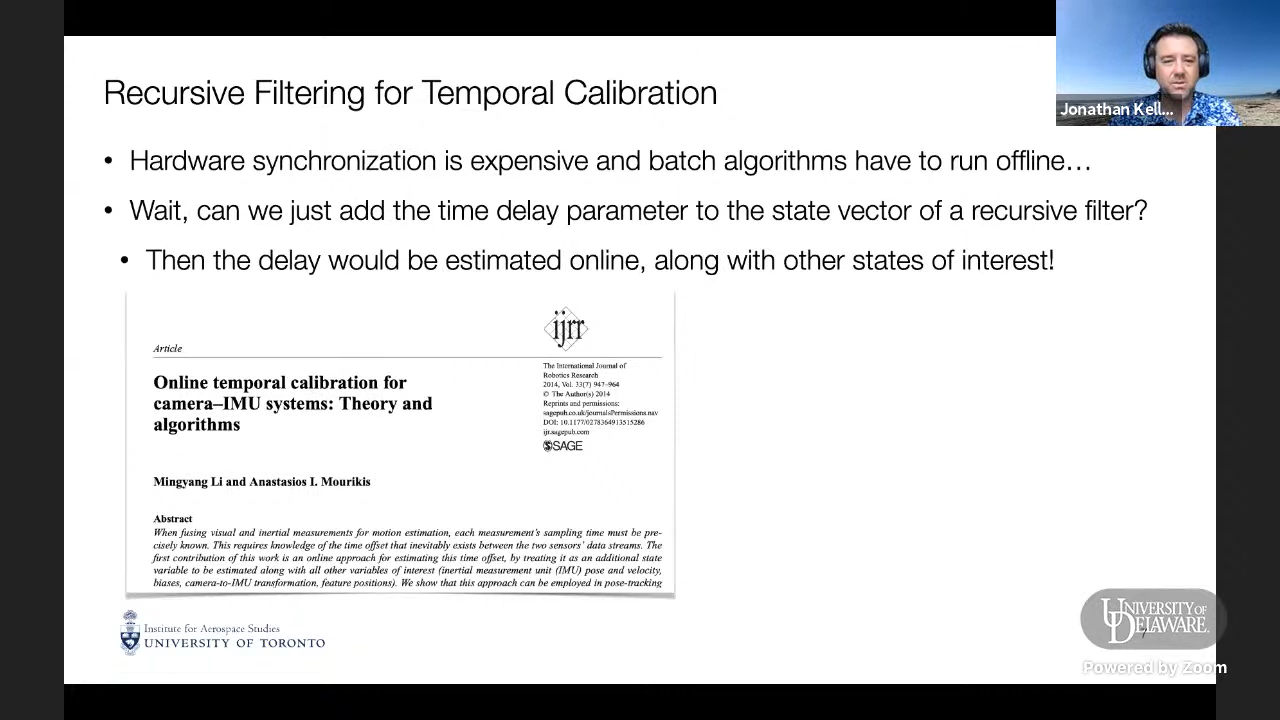 Jonathan Kell...
Recursive Filtering for Temporal Calibration
• Hardware synchronization is expensive and batch algorithms have to run offline…
• Wait, can we just add the time delay parameter to the state vector of a recursive filter?
• Then the delay would be estimated online, along with other states of interest!
ijrr
Article
The International Journal of
Robotics Research
2014, Vol. 33(7) 947–964
© The Author(s) 2014
Reprints and permissions:
sagepub.co.uk/journalsPermissions.nav
DOI: 10.1177/0278364913515286
ijr.sagepub.com
SAGE
Online temporal calibration for
camera–IMU systems: Theory and
algorithms
Mingyang Li and Anastasios I. Mourikis
Abstract
When fusing visual and inertial measurements for motion estimation, each measurement's sampling time must be pre-
cisely known. This requires knowledge of the time offset that inevitably exists between the two sensors' data streams. The
first contribution of this work is an online approach for estimating this time offset, by treating it as an additional state
variable to be estimated along with all other variables of interest (inertial measurement unit (IMU) pose and velocity,
biases, camera-to-IMU transformation, feature positions). We show that this approach can be employed in pose-tracking
Institute for Aerospace Studies
UNIVERSITY OF TORONTO
UNIVERSITY OF
DELAWARE.
Powered by Zoom